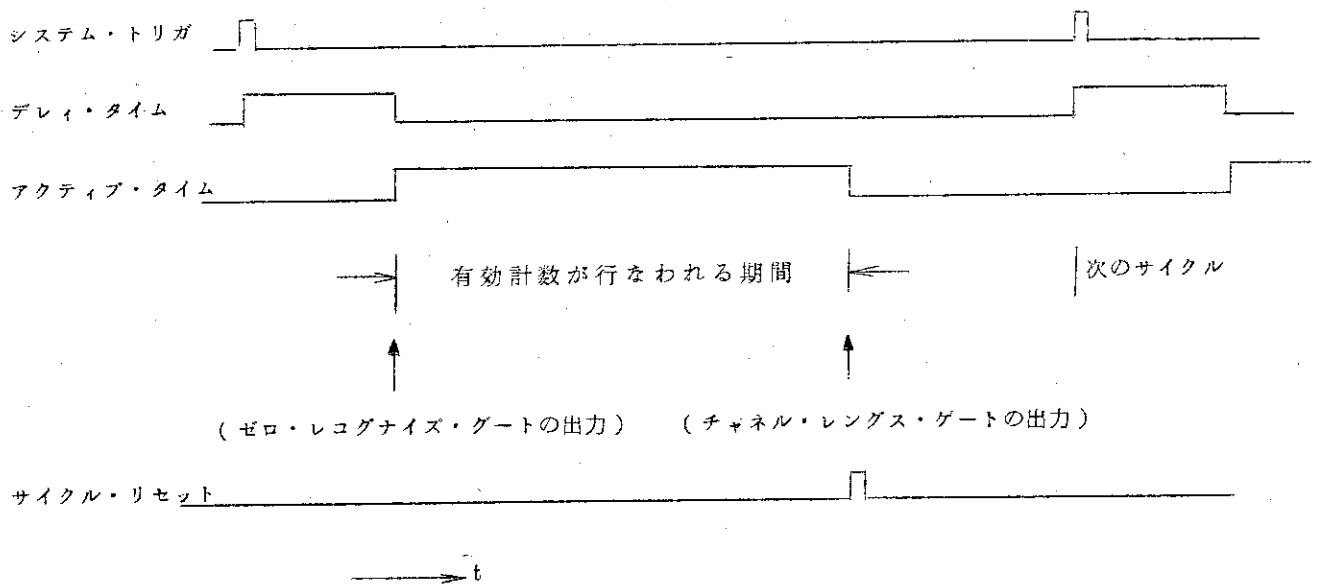 システム・トリガ
デレィ・タイム
アクティブ・タイム
有効計数が行なわれる期間
次のサイクル
(ゼロ・レコグナイズ・グートの出力)
(チャネル・レングス・ゲートの出力)
サイクル・リセット
t